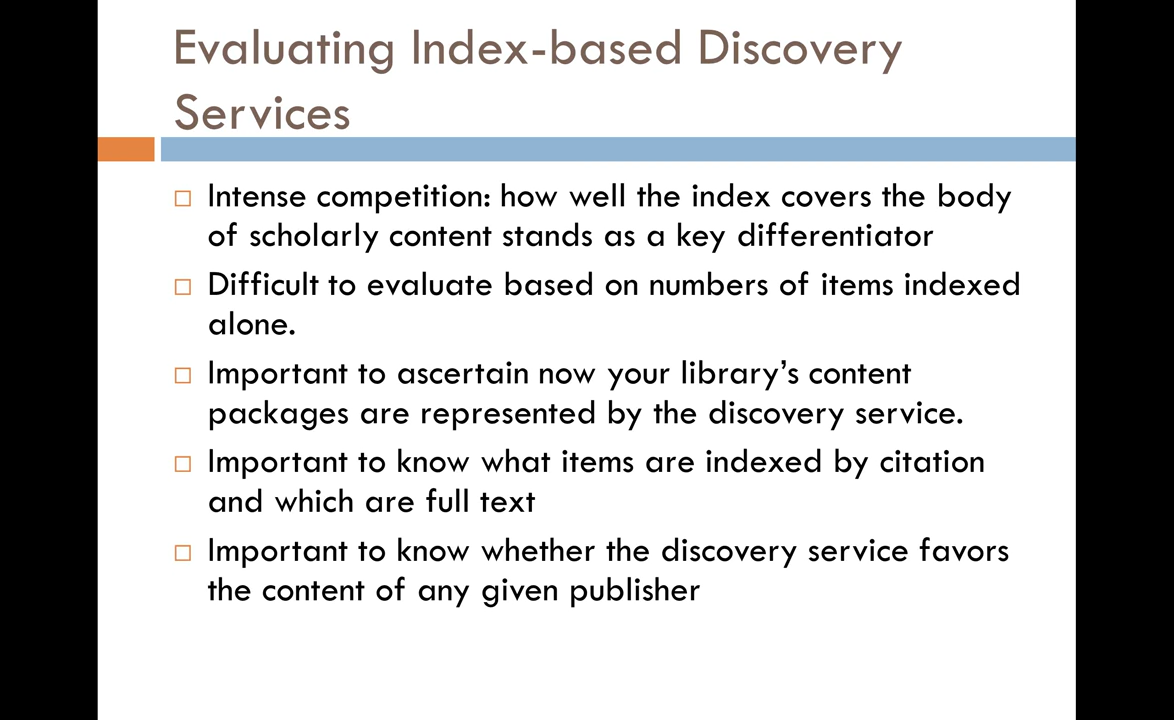 Evaluating Index-based Discovery
Services
Intense competition: how well the index covers the body
of scholarly content stands as a key differentiator
Difficult to evaluate based on numbers of items indexed
alone.
Important to ascertain now your library’s content
packages are represented by the discovery service.
Important to know what items are indexed by citation
and which are full text
Important to know whether the discovery service favors
the content of any given publisher